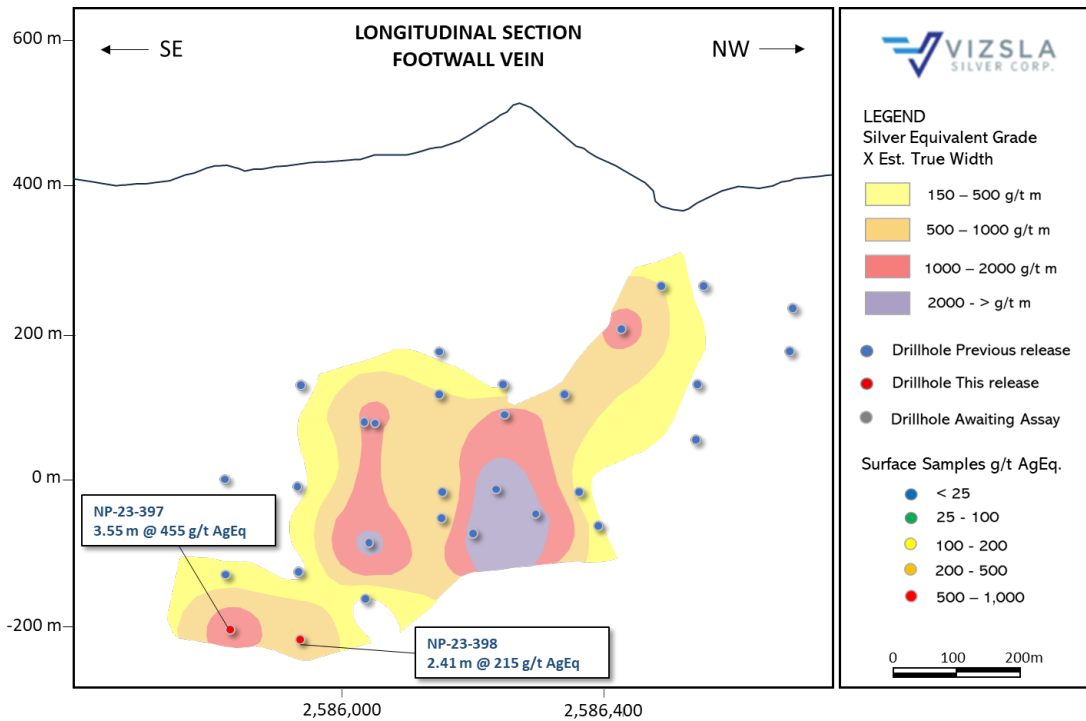 LONGITUDINAL SECTION
FOOTWALL VEIN
SE
NW
600 m
400 m
200 m
0 m
-200 m
NP-23-397
3.55 m @ 455 g/t AgEq
NP-23-398
2.41 m @ 215 g/t AgEq
2,586,000
2,586,400
VIZSLA
SILVER CORP.
LEGEND
Silver Equivalent Grade
X Est. True Width
150 – 500 g/t m
500 – 1000 g/t m
1000 – 2000 g/t m
2000 - > g/t m
Drillhole Previous release
Drillhole This release
Drillhole Awaiting Assay
Surface Samples g/t AgEq.
< 25
25 - 100
100 - 200
200 - 500
500 – 1,000
0 100 200m